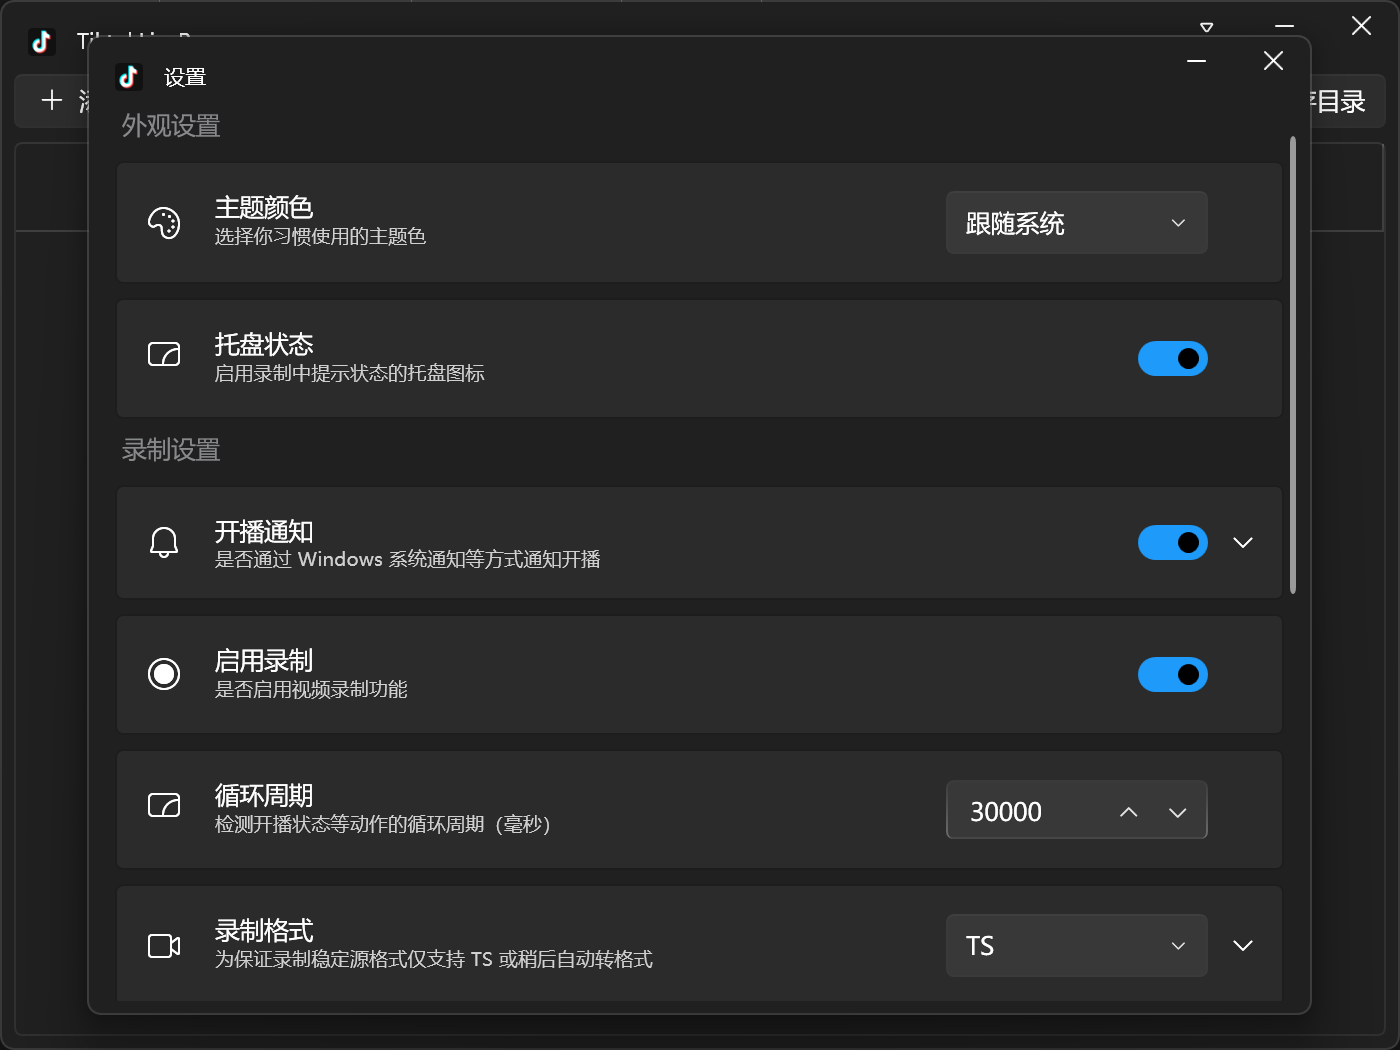 设置
目录
外观设置
主题颜色
选择你习惯使用的主题色
跟随系统
托盘状态
启用录制中提示状态的托盘图标
录制设置
开播通知
是否通过 Windows 系统通知等方式通知开播
启用录制
是否启用视频录制功能
循环周期
检测开播状态等动作的循环周期（毫秒）
30000
录制格式
为保证录制稳定源格式仅支持 TS 或稍后自动转格式
TS